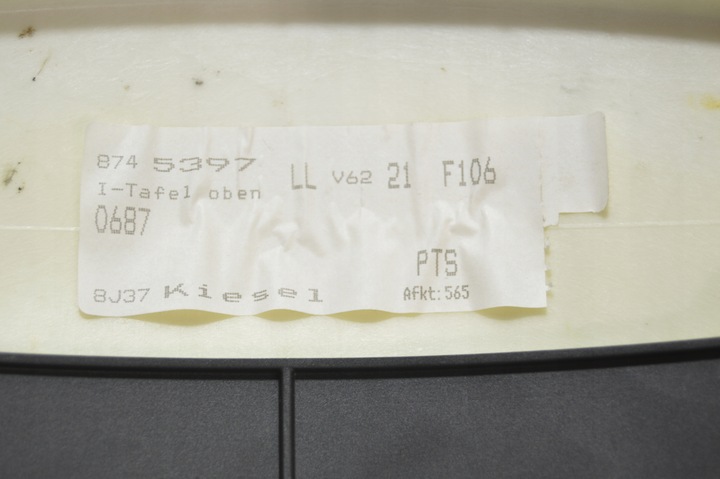 874 5397 LL V62 21 F106
I-Tafel oben
0687
PTS
8J37 Kiesel Afkt: 565